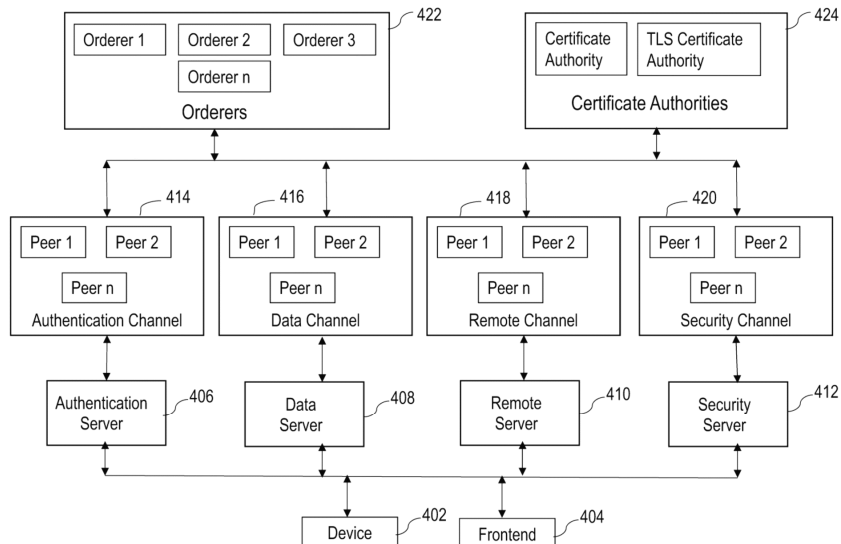 422
424
Orderer 1
Orderer 2
Orderer 3
Orderer n
Orderers
Certificate
Authority
TLS Certificate
Authority
Certificate Authorities
414
416
418
420
Peer 1
Peer 2
Peer n
Authentication Channel
Peer 1
Peer 2
Peer n
Data Channel
Peer 1
Peer 2
Peer n
Remote Channel
Peer 1
Peer 2
Peer n
Security Channel
Authentication
Server
406
Data
Server
408
Remote
Server
410
Security
Server
412
Device
402
Frontend
404